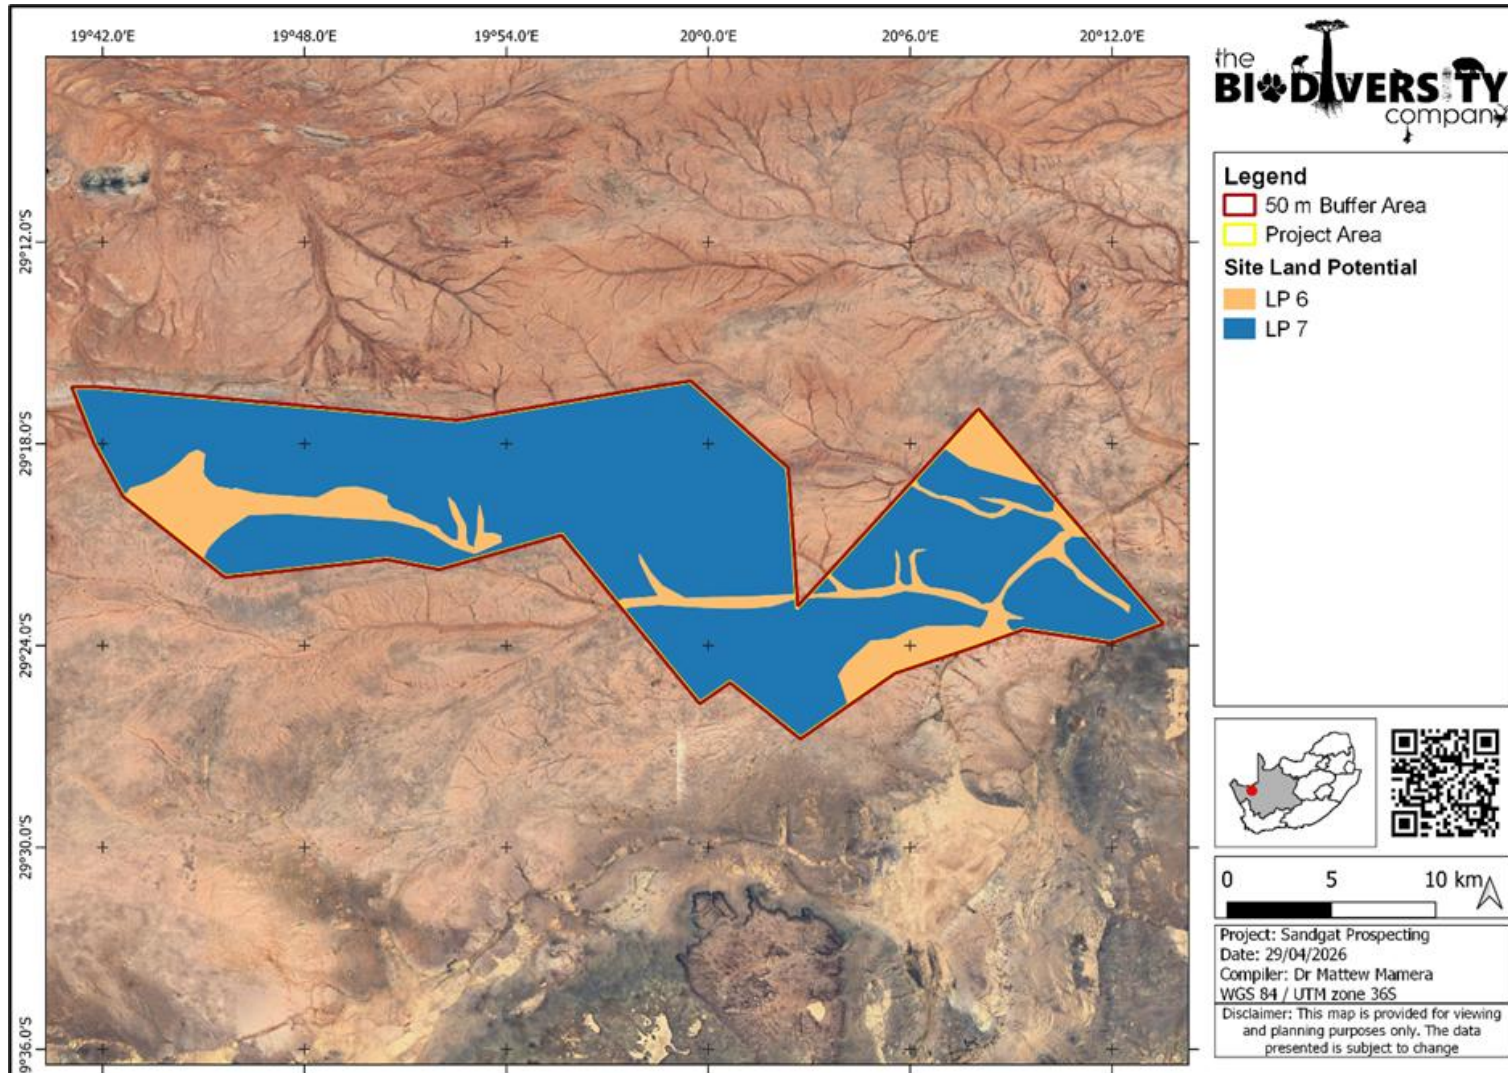 19°42.0'E 19°48.0'E 19°54.0'E 20°0.0'E 20°6.0'E 20°12.0'E
29°12.0'S
29°18.0'S
29°24.0'S
29°30.0'S
9°36.0'S
the
BIODIVERSITY
company
Legend
50 m Buffer Area
Project Area
Site Land Potential
LP 6
LP 7
0 5 10 km
Project: Sandgat Prospecting
Date: 29/04/2026
Compiler: Dr Mattew Mamera
WGS 84 / UTM zone 36S
Disclaimer: This map is provided for viewing
and planning purposes only. The data
presented is subject to change